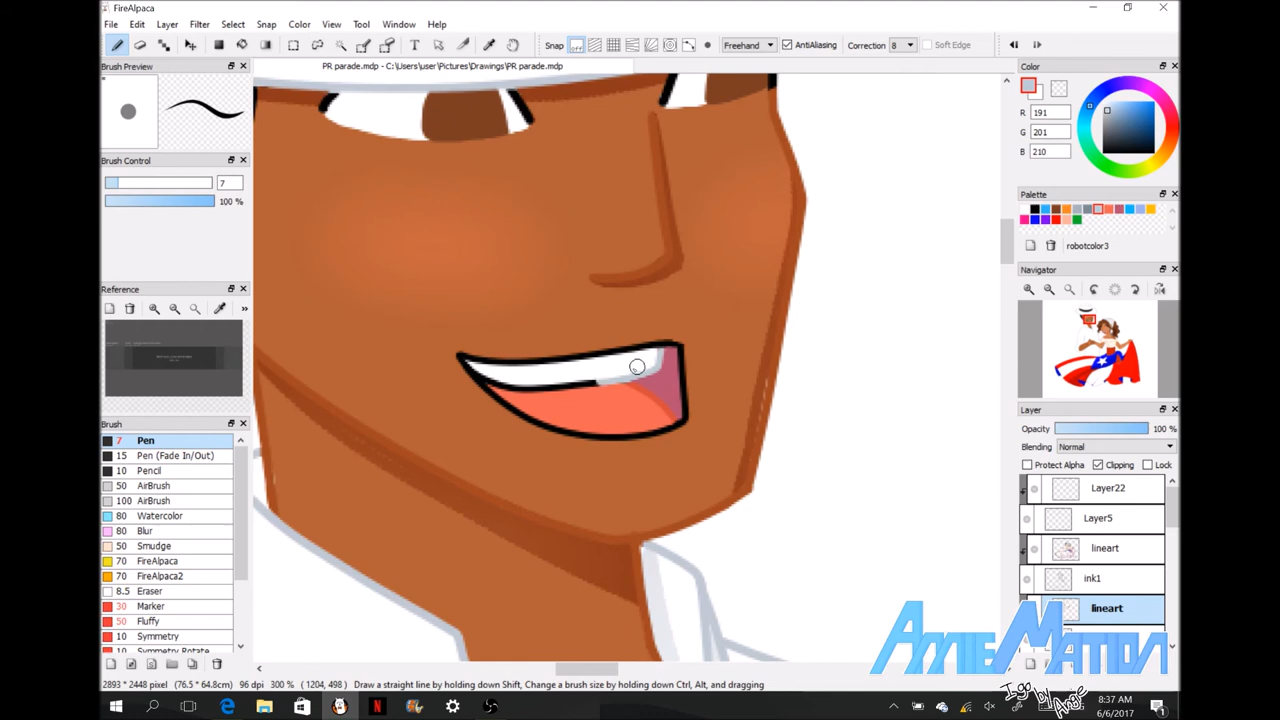 FireAlpaca
File Edit Layer Filter Select Snap Color View Tool Window Help
T Snap off Freehand AntiAliasing Correction 8 Soft Edge
Brush Preview
PR parade.mdp - C:\Users\user\Pictures\Drawings\PR parade.mdp
Color
R 191
G 201
B 210
Brush Control
7
100 %
Palette
robotcolor3
Navigator
Reference
Layer
Opacity 100 %
Blending Normal
Protect Alpha Clipping Lock
Layer22
Layer5
lineart
ink1
lineart
Brush
7 Pen
15 Pen (Fade In/Out)
10 Pencil
50 AirBrush
100 AirBrush
80 Watercolor
80 Blur
50 Smudge
70 FireAlpaca
70 FireAlpaca2
8.5 Eraser
30 Marker
50 Fluffy
10 Symmetry
10 Symmetry Rotate
AngieMation
Logo by Angie
2893 * 2448 pixel (76.5 * 64.8cm) 96 dpi 300 % ( 1204, 498 ) Draw a straight line by holding down Shift, Change a brush size by holding down Ctrl, Alt, and dragging
8:37 AM
6/6/2017